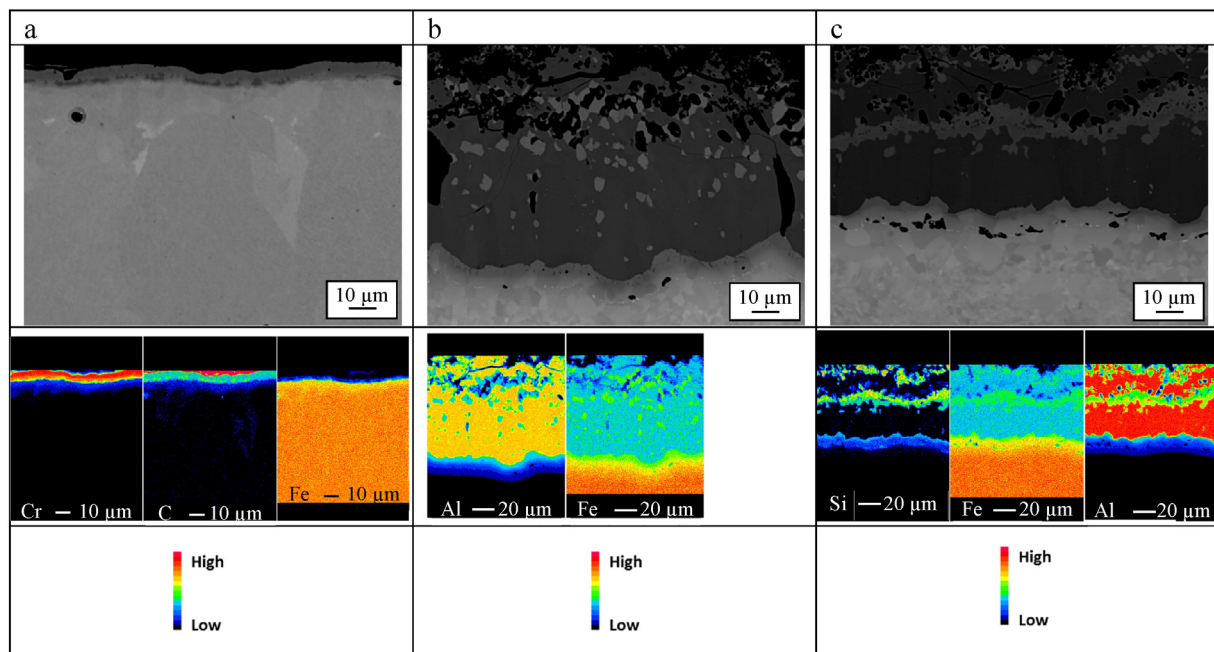 a
b
c
10 µm
10 µm
10 µm
Cr 10 µm
C 10 µm
Fe 10 µm
Al 20 µm
Fe 20 µm
Si 20 µm
Fe 20 µm
Al 20 µm
High
Low
High
Low
High
Low